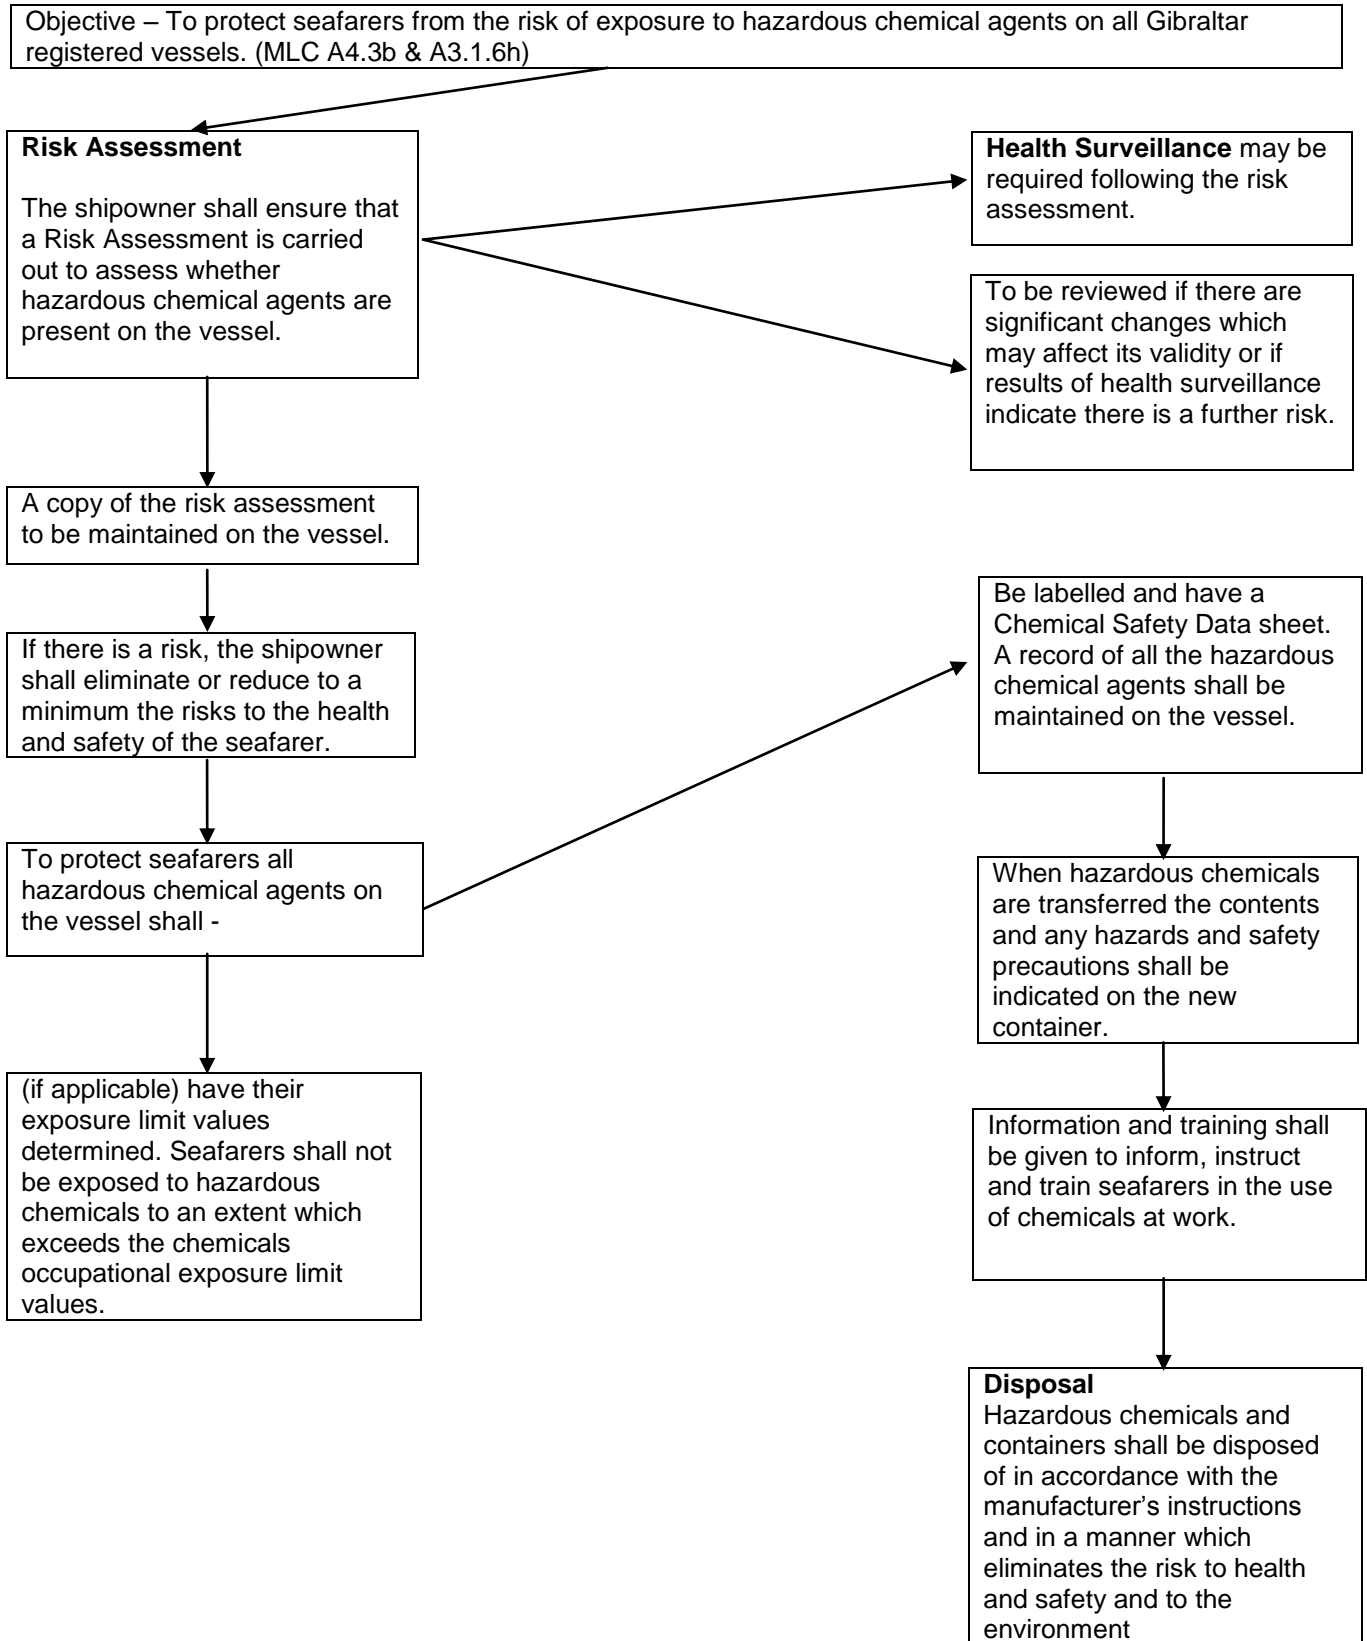 Objective – To protect seafarers from the risk of exposure to hazardous chemical agents on all Gibraltar
registered vessels. (MLC A4.3b & A3.1.6h)
Risk Assessment
The shipowner shall ensure that
a Risk Assessment is carried
out to assess whether
hazardous chemical agents are
present on the vessel.
Health Surveillance may be
required following the risk
assessment.
To be reviewed if there are
significant changes which
may affect its validity or if
results of health surveillance
indicate there is a further risk.
A copy of the risk assessment
to be maintained on the vessel.
If there is a risk, the shipowner
shall eliminate or reduce to a
minimum the risks to the health
and safety of the seafarer.
To protect seafarers all
hazardous chemical agents on
the vessel shall -
(if applicable) have their
exposure limit values
determined. Seafarers shall not
be exposed to hazardous
chemicals to an extent which
exceeds the chemicals
occupational exposure limit
values.
Be labelled and have a
Chemical Safety Data sheet.
A record of all the hazardous
chemical agents shall be
maintained on the vessel.
When hazardous chemicals
are transferred the contents
and any hazards and safety
precautions shall be
indicated on the new
container.
Information and training shall
be given to inform, instruct
and train seafarers in the use
of chemicals at work.
Disposal
Hazardous chemicals and
containers shall be disposed
of in accordance with the
manufacturer’s instructions
and in a manner which
eliminates the risk to health
and safety and to the
environment